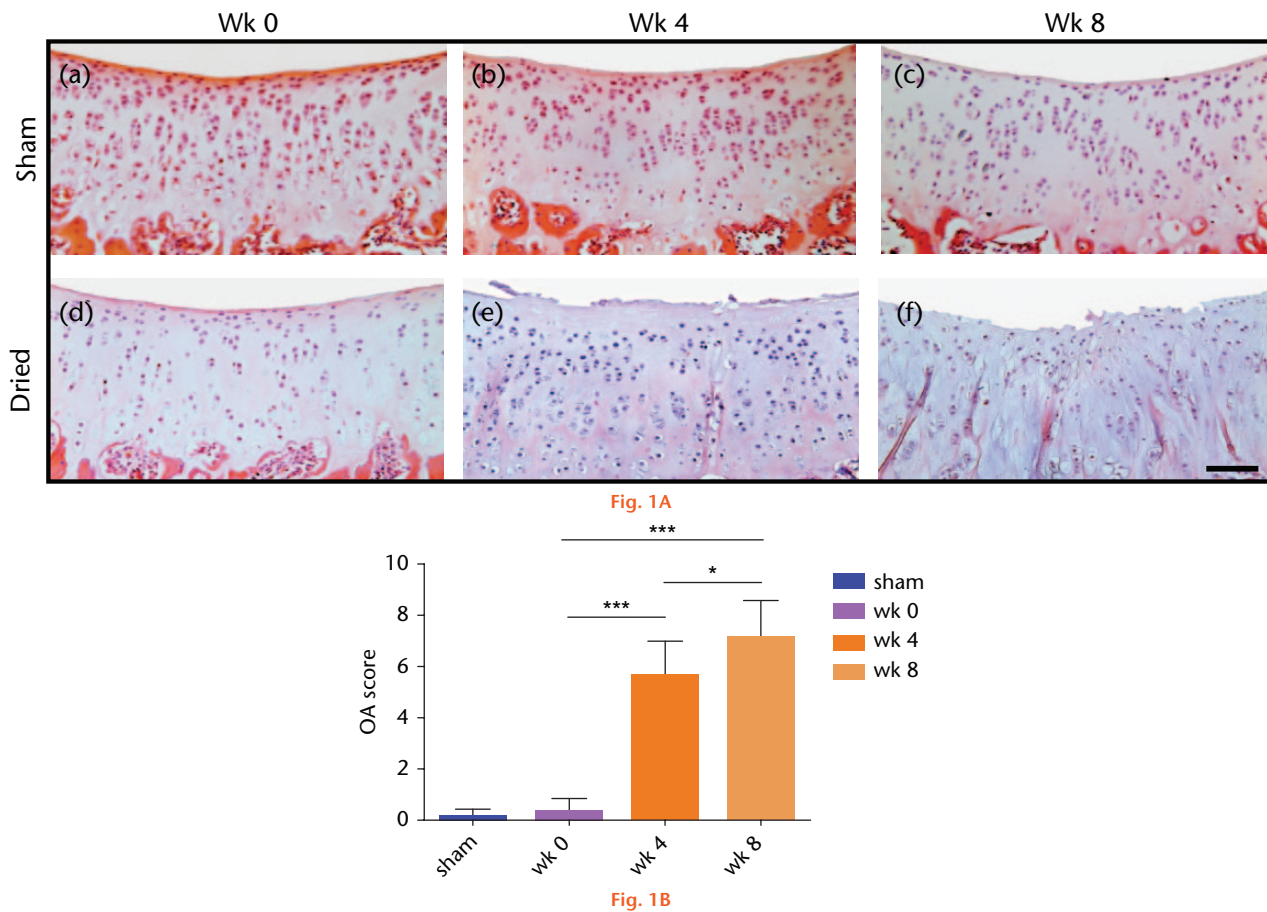 Wk 0 Wk 4 Wk 8
Sham
(a) (b) (c)
Dried
(d) (e) (f)
Fig. 1A
***
*
***
10
8
6
4
2
0
OA score
sham
wk 0
wk 4
wk 8
sham wk 0 wk 4 wk 8
Fig. 1B